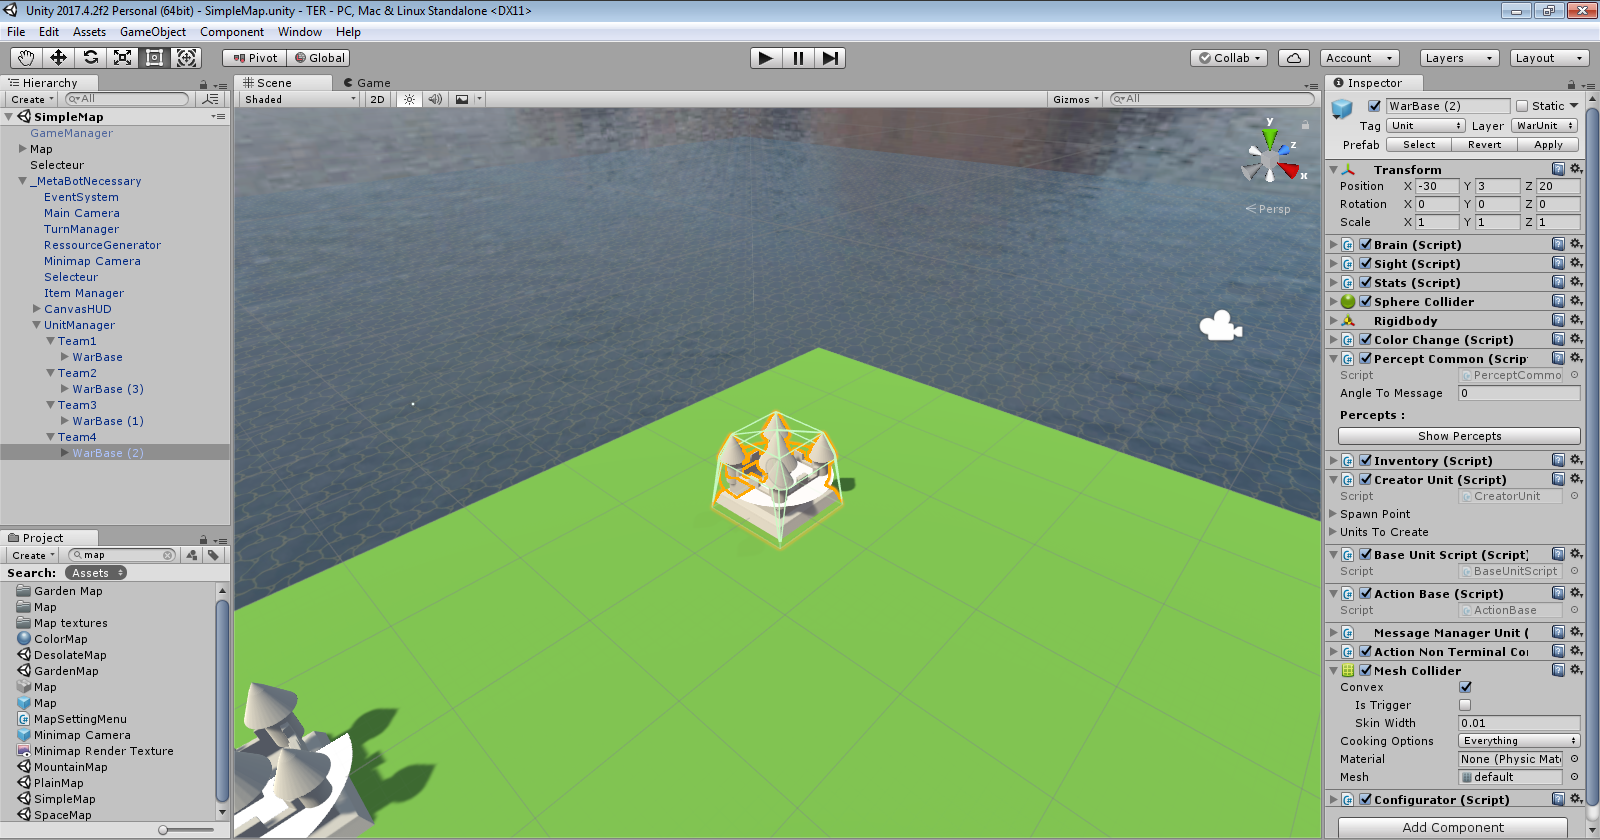 Unity 2017.4.2f2 Personal (64bit) - SimpleMap.unity - TER - PC, Mac & Linux Standalone <DX11>
File Edit Assets GameObject Component Window Help
Pivot Global Collab Account Layers Layout
Hierarchy
Create All
SimpleMap
GameManager
Map
Selecteur
_MetaBotNecessary
EventSystem
Main Camera
TurnManager
RessourceGenerator
Minimap Camera
Selecteur
Item Manager
CanvasHUD
UnitManager
Team1
WarBase
Team2
WarBase (3)
Team3
WarBase (1)
Team4
WarBase (2)
Project
Create map
Search: Assets
Garden Map
Map
Map textures
ColorMap
DesolateMap
GardenMap
Map
Map
MapSettingMenu
Minimap Camera
Minimap Render Texture
MountainMap
PlainMap
SimpleMap
SpaceMap
Scene Game
Shaded 2D Gizmos All
y
z
x
Persp
Inspector
WarBase (2) Static
Tag Unit Layer WarUnit
Prefab Select Revert Apply
Transform
Position X -30 Y 3 Z 20
Rotation X 0 Y 0 Z 0
Scale X 1 Y 1 Z 1
Brain (Script)
Sight (Script)
Stats (Script)
Sphere Collider
Rigidbody
Color Change (Script)
Percept Common (Scrip
Script PerceptCommo
Angle To Message 0
Percepts :
Show Percepts
Inventory (Script)
Creator Unit (Script)
Script CreatorUnit
Spawn Point
Units To Create
Base Unit Script (Script)
Script BaseUnitScript
Action Base (Script)
Script ActionBase
Message Manager Unit (
Action Non Terminal Co
Mesh Collider
Convex
Is Trigger
Skin Width 0.01
Cooking Options Everything
Material None (Physic Mat
Mesh default
Configurator (Script)
Add Component